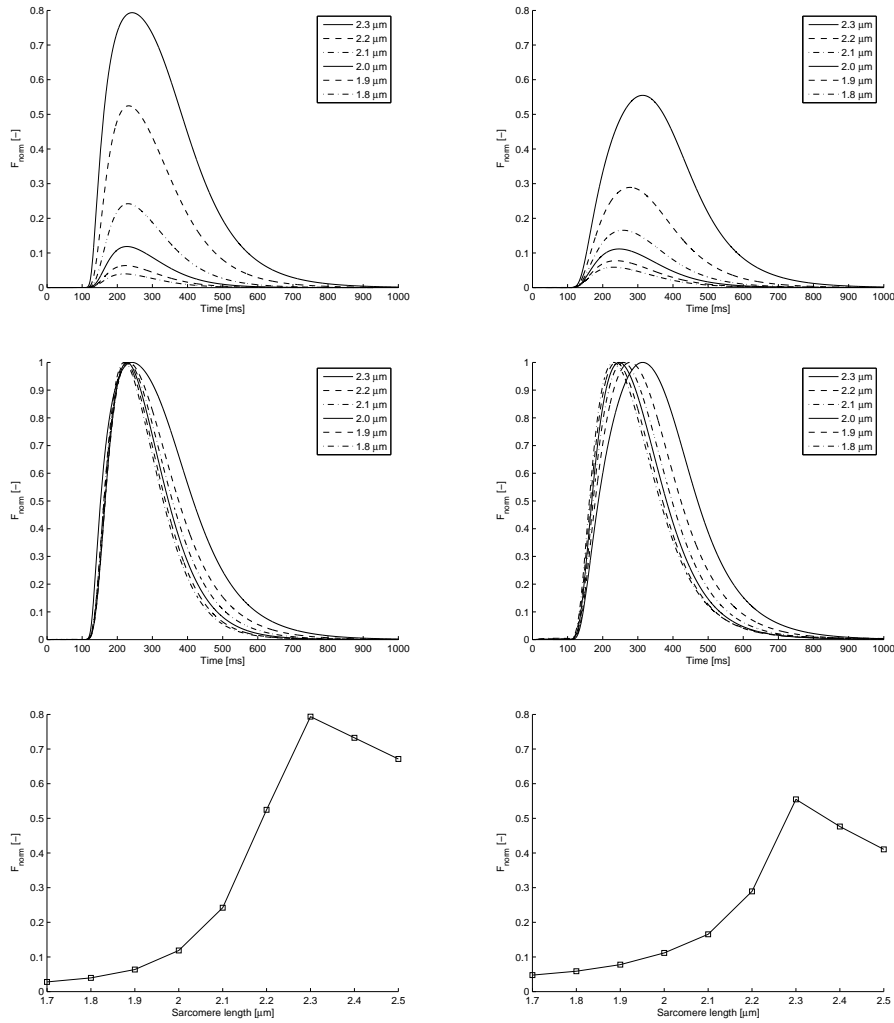 0.8
0.7
0.6
0.5
0.4
0.3
0.2
0.1
0
F_norm [−]
0 100 200 300 400 500 600 700 800 900 1000
Time [ms]
2.3 μm
2.2 μm
2.1 μm
2.0 μm
1.9 μm
1.8 μm
0.8
0.7
0.6
0.5
0.4
0.3
0.2
0.1
0
F_norm [−]
0 100 200 300 400 500 600 700 800 900 1000
Time [ms]
2.3 μm
2.2 μm
2.1 μm
2.0 μm
1.9 μm
1.8 μm
1
0.9
0.8
0.7
0.6
0.5
0.4
0.3
0.2
0.1
0
F_norm [−]
0 100 200 300 400 500 600 700 800 900 1000
Time [ms]
2.3 μm
2.2 μm
2.1 μm
2.0 μm
1.9 μm
1.8 μm
1
0.9
0.8
0.7
0.6
0.5
0.4
0.3
0.2
0.1
0
F_norm [−]
0 100 200 300 400 500 600 700 800 900 1000
Time [ms]
2.3 μm
2.2 μm
2.1 μm
2.0 μm
1.9 μm
1.8 μm
0.8
0.7
0.6
0.5
0.4
0.3
0.2
0.1
0
F_norm [−]
1.7 1.8 1.9 2 2.1 2.2 2.3 2.4 2.5
Sarcomere length [μm]
0.8
0.7
0.6
0.5
0.4
0.3
0.2
0.1
0
F_norm [−]
1.7 1.8 1.9 2 2.1 2.2 2.3 2.4 2.5
Sarcomere length [μm]